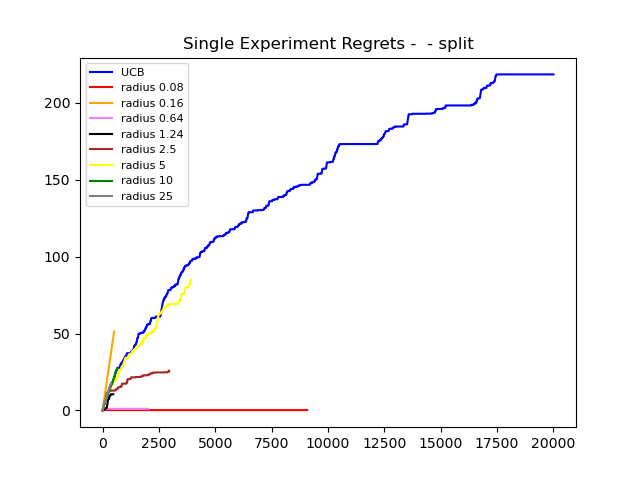 Single Experiment Regrets -  - split
UCB
radius 0.08
radius 0.16
radius 0.64
radius 1.24
radius 2.5
radius 5
radius 10
radius 25
200
150
100
50
0
0 2500 5000 7500 10000 12500 15000 17500 20000